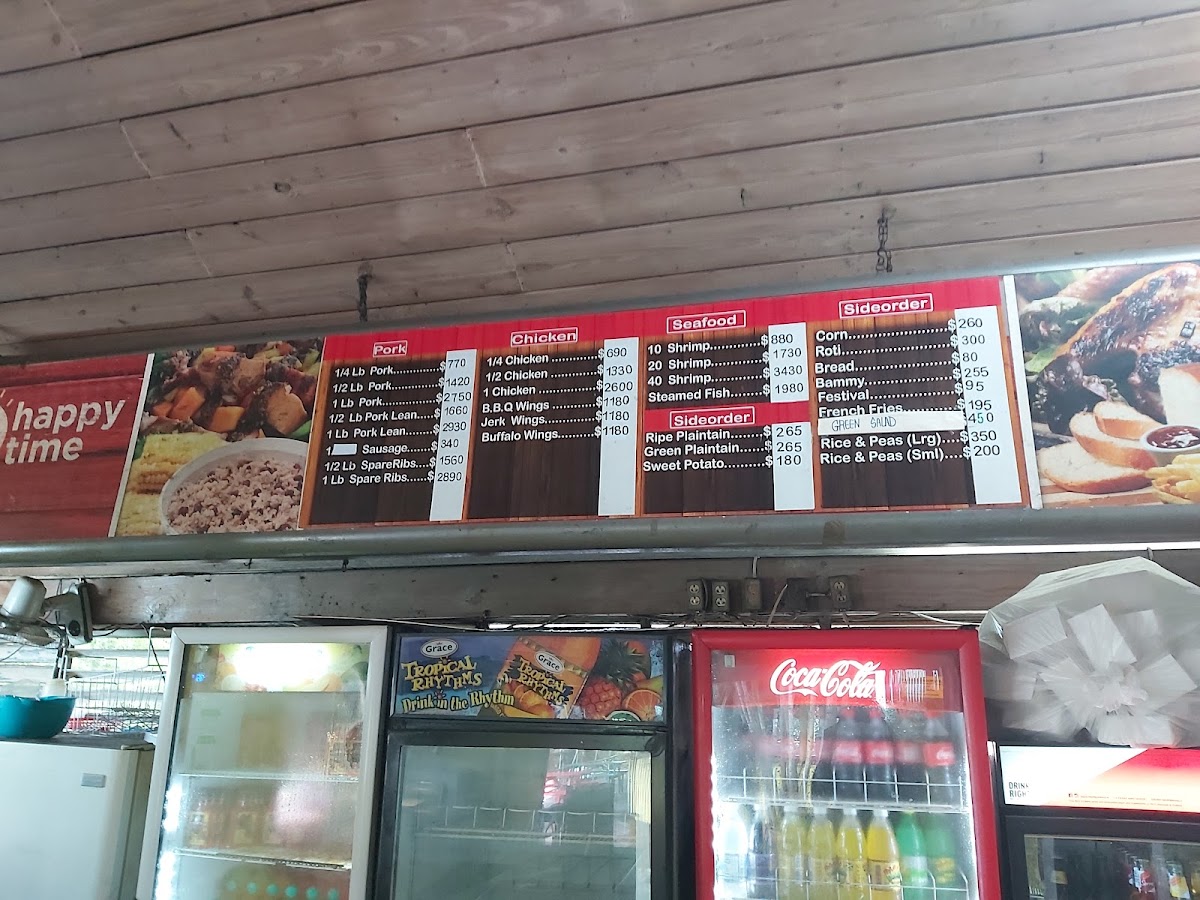 happy
time
Pork
1/4 Lb Pork............$770
1/2 Lb Pork............$1420
1 Lb Pork............$2750
1/2 Lb Pork Lean....$1660
1 Lb Pork Lean......$2930
1 Sausage......$340
1/2 Lb SpareRibs....$1560
1 Lb Spare Ribs......$2890
Chicken
1/4 Chicken............$690
1/2 Chicken............$1330
1 Chicken...............$2600
B.B.Q Wings..........$1180
Jerk Wings............$1180
Buffalo Wings........$1180
Seafood
10 Shrimp...........$880
20 Shrimp...........$1730
40 Shrimp...........$3430
Steamed Fish.......$1980
Sideorder
Ripe Plaintain.......$265
Green Plaintain.....$265
Sweet Potato........$180
Sideorder
Corn.......................$260
Roti........................$300
Bread.....................$80
Bammy...................$255
Festival..................$95
French Fries..........195
GREEN SALAD 450
Rice & Peas (Lrg)...$350
Rice & Peas (Sml)....$200
Grace
TROPICAL
RHYTHMS
Drink in the Rhythm
Grace
TROPICAL
RHYTHMS
Coca-Cola
DRINK
RIGH